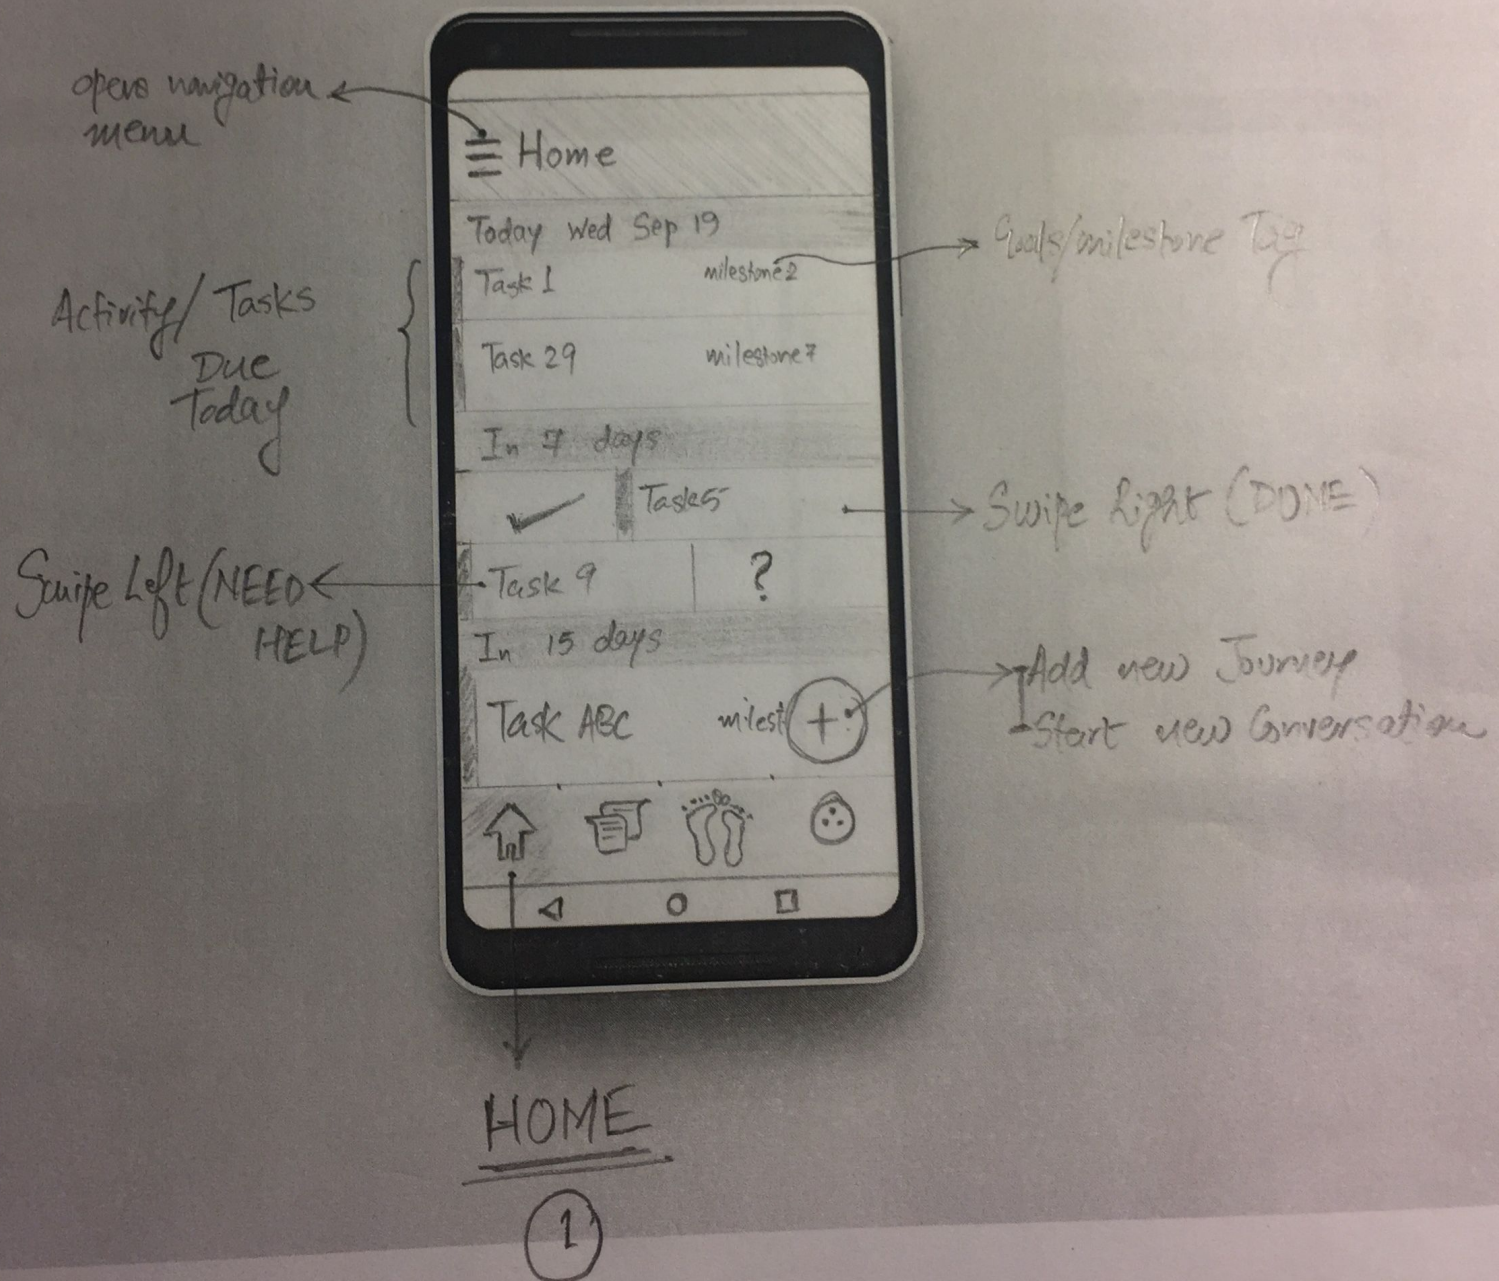 opens navigation
menu
Home
Today Wed Sep 19
Goals/milestone Tag
Task 1 milestone2
Activity/Tasks
Due
Today
Task 29 milestone7
In 7 days
Task5
Swipe Right (DONE)
Swipe Left (NEED
HELP)
Task 9 ?
In 15 days
-Add new Journey
-Start new Conversation
Task ABC milest +
HOME
1